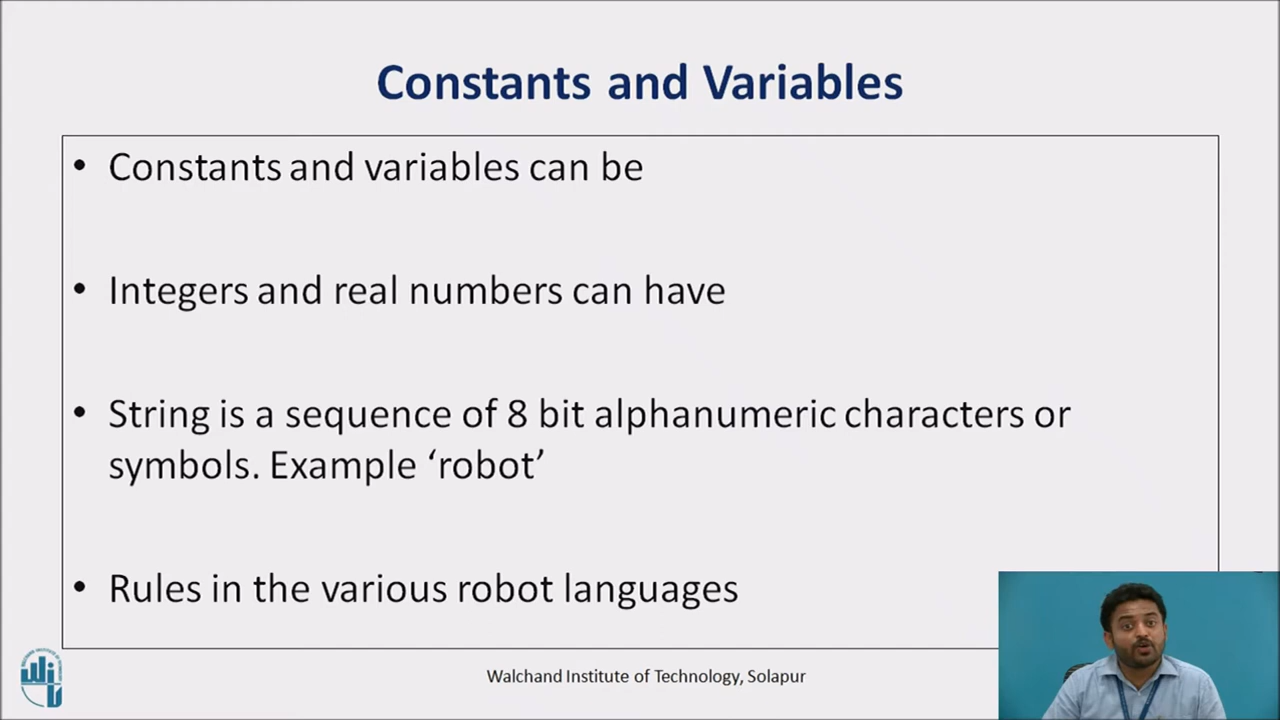 Constants and Variables
• Constants and variables can be
• Integers and real numbers can have
• String is a sequence of 8 bit alphanumeric characters or
symbols. Example ‘robot’
• Rules in the various robot languages
Walchand Institute of Technology, Solapur